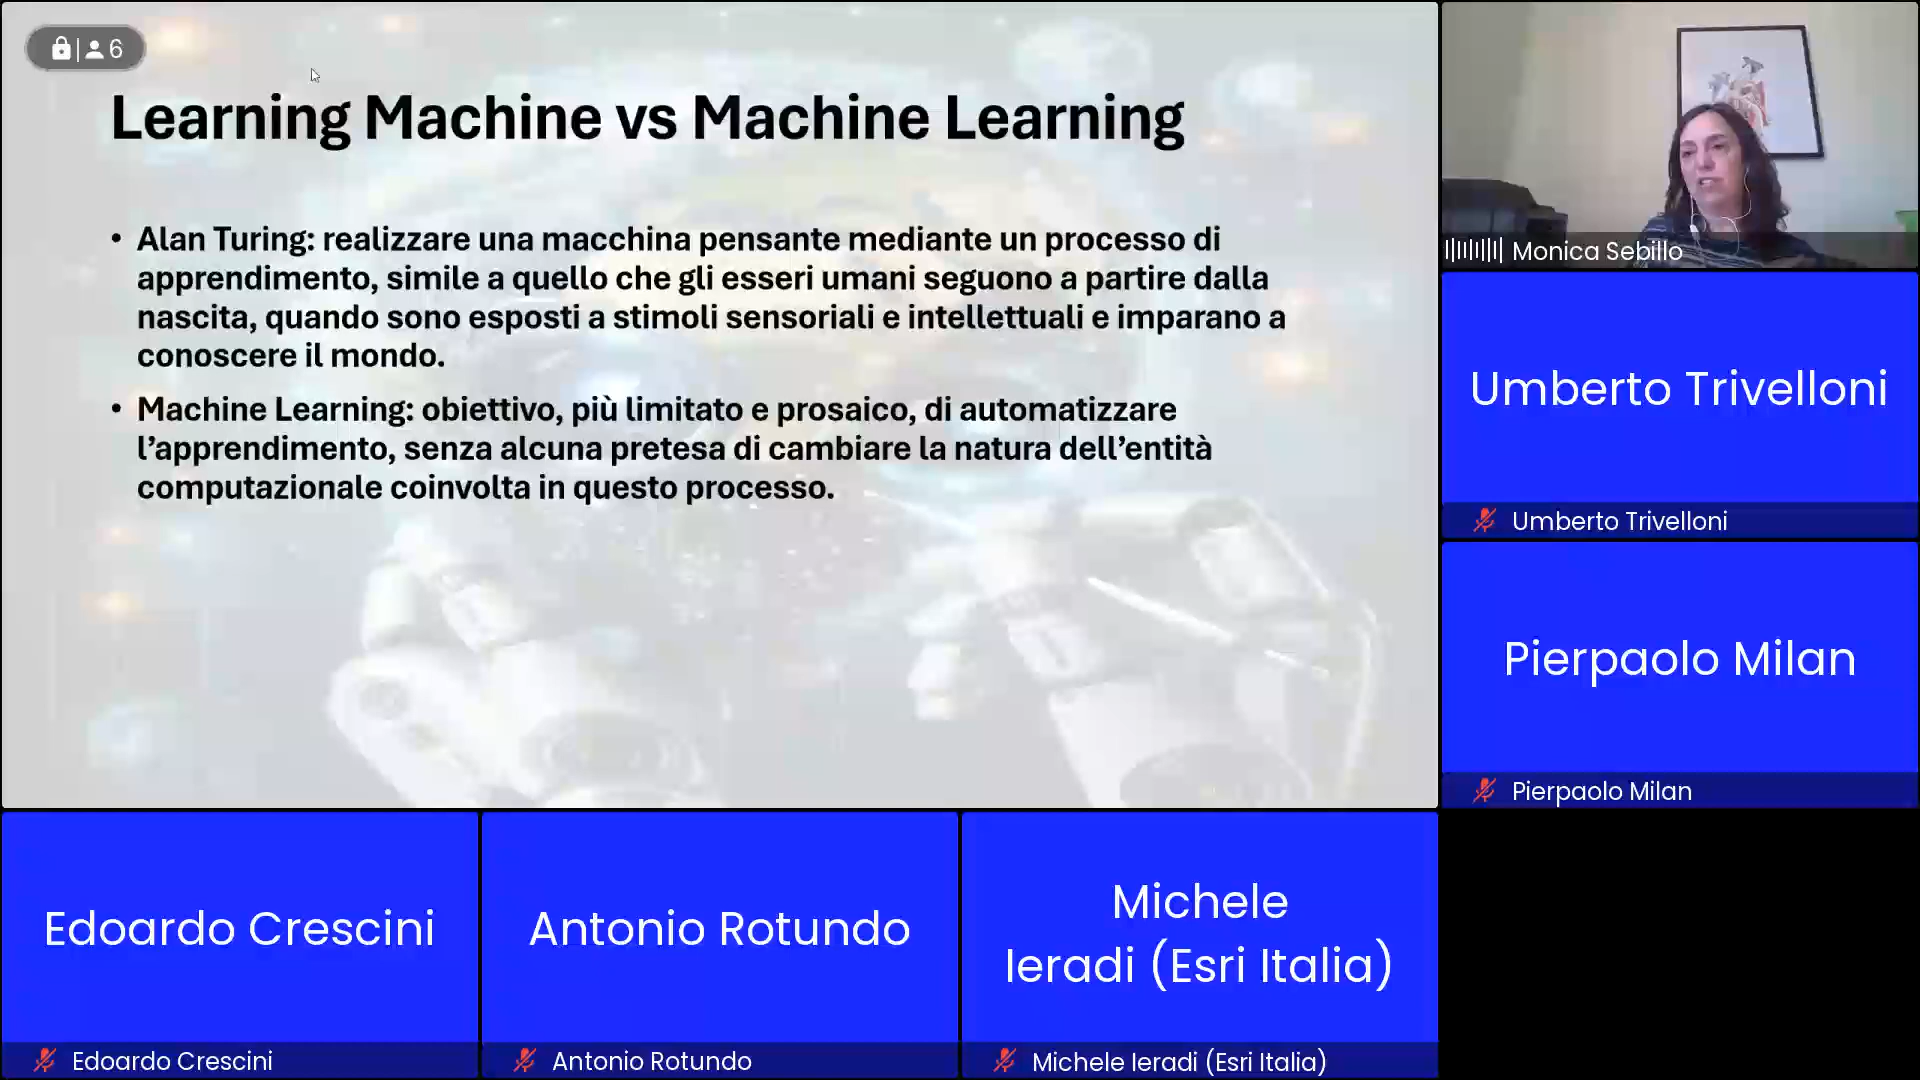 6
Learning Machine vs Machine Learning
• Alan Turing: realizzare una macchina pensante mediante un processo di
apprendimento, simile a quello che gli esseri umani seguono a partire dalla
nascita, quando sono esposti a stimoli sensoriali e intellettuali e imparano a
conoscere il mondo.
• Machine Learning: obiettivo, più limitato e prosaico, di automatizzare
l’apprendimento, senza alcuna pretesa di cambiare la natura dell’entità
computazionale coinvolta in questo processo.
Monica Sebillo
Umberto Trivelloni
Umberto Trivelloni
Pierpaolo Milan
Pierpaolo Milan
Edoardo Crescini
Edoardo Crescini
Antonio Rotundo
Antonio Rotundo
Michele
Ieradi (Esri Italia)
Michele Ieradi (Esri Italia)